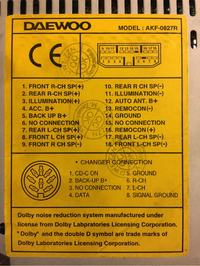 DAEWOO
MODEL : AKF-0827R
CE
1. FRONT R-CH SP(+)
2. REAR R-CH SP(+)
3. ILLUMINATION(+)
4. ACC. B+
5. BACK UP B+
6. NO CONNECTION
7. REAR L-CH SP(+)
8. FRONT L CH SP(+)
9. FRONT R CH SP(-)
10. REAR R CH SP(-)
11. ILLUMINATION(-)
12. AUTO ANT. B+
13. REMOCON(-)
14. GROUND
15. NO CONNECTION
16. REMOCON(+)
17. REAR L-CH SP(-)
18. FRONT L-CH SP(-)
• CHANGER CONNECTION
1. CD-C ON
2. BACK-UP B+
3. NO CONNECTION
4. DATA
5. GROUND
6. R-CH
7. L-CH
8. SIGNAL GROUND
Dolby noise reduction system manufactured under
license from Dolby Labpratories Licensing Corporation.
"Dolby" and the double D symbol are trade marks of
Dolby Laboratories Licensing Corporation.